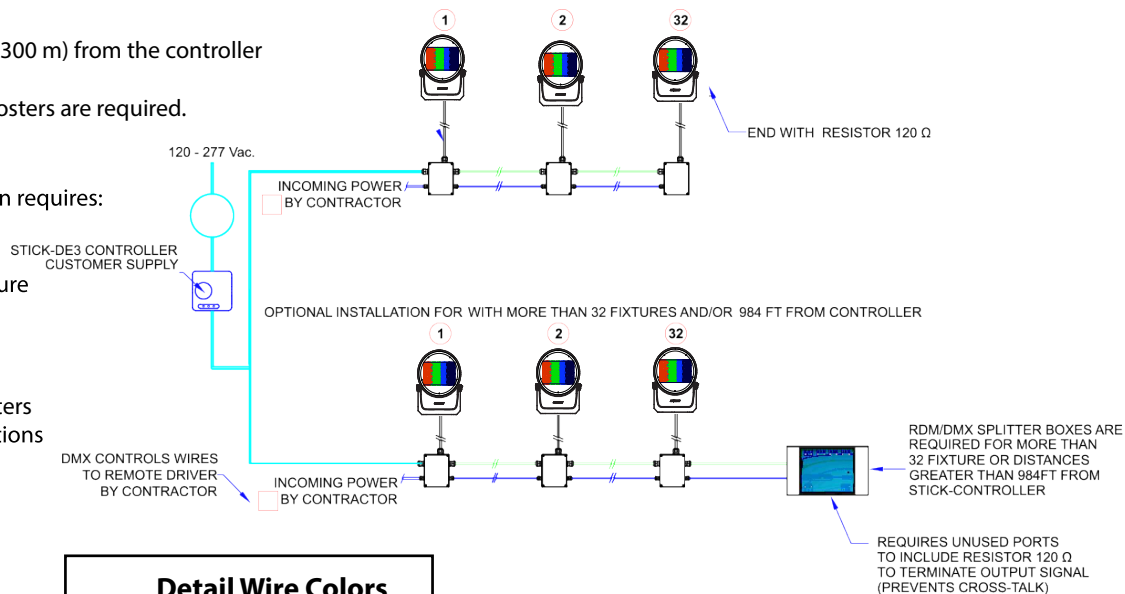 300 m) from the controller
osters are required.
n requires:
ure
ters
tions
1
2
32
END WITH RESISTOR 120 Ω
120 - 277 Vac.
INCOMING POWER
BY CONTRACTOR
STICK-DE3 CONTROLLER
CUSTOMER SUPPLY
OPTIONAL INSTALLATION FOR WITH MORE THAN 32 FIXTURES AND/OR 984 FT FROM CONTROLLER
1
2
32
DMX CONTROLS WIRES
TO REMOTE DRIVER
BY CONTRACTOR
INCOMING POWER
BY CONTRACTOR
RDM/DMX SPLITTER BOXES ARE
REQUIRED FOR MORE THAN
32 FIXTURE OR DISTANCES
GREATER THAN 984FT FROM
STICK-CONTROLLER
REQUIRES UNUSED PORTS
TO INCLUDE RESISTOR 120 Ω
TO TERMINATE OUTPUT SIGNAL
(PREVENTS CROSS-TALK)
Detail Wire Colors